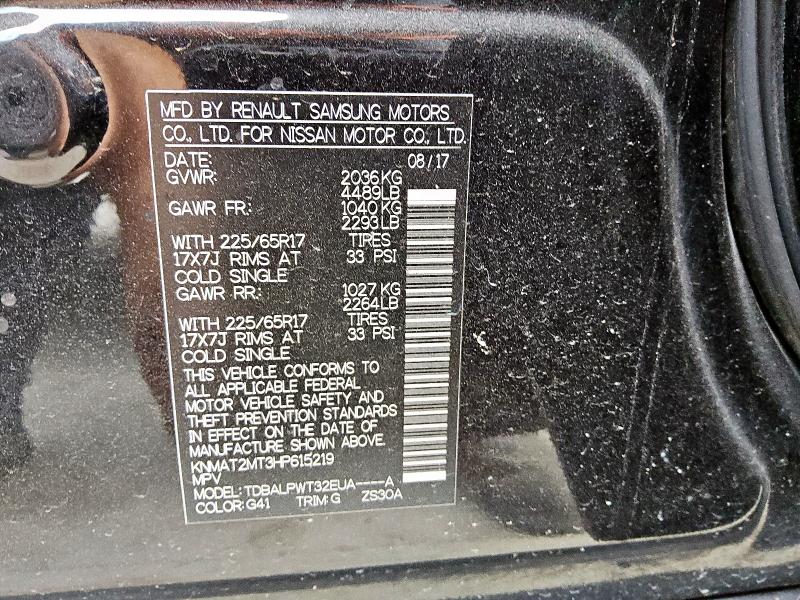 MFD BY RENAULT SAMSUNG MOTORS
CO., LTD. FOR NISSAN MOTOR CO., LTD.
DATE: 08/17
GVWR: 2036KG
4489LB
GAWR FR: 1040 KG
2293LB
WITH 225/65R17 TIRES
17X7J RIMS AT 33 PSI
COLD SINGLE
GAWR RR: 1027 KG
2264LB
WITH 225/65R17 TIRES
17X7J RIMS AT 33 PSI
COLD SINGLE
THIS VEHICLE CONFORMS TO
ALL APPLICABLE FEDERAL
MOTOR VEHICLE SAFETY AND
THEFT PREVENTION STANDARDS
IN EFFECT ON THE DATE OF
MANUFACTURE SHOWN ABOVE.
KNMAT2MT3HP615219
MPV
MODEL: TDBALPWT32EUA----A
COLOR: G41 TRIM: G ZS30A